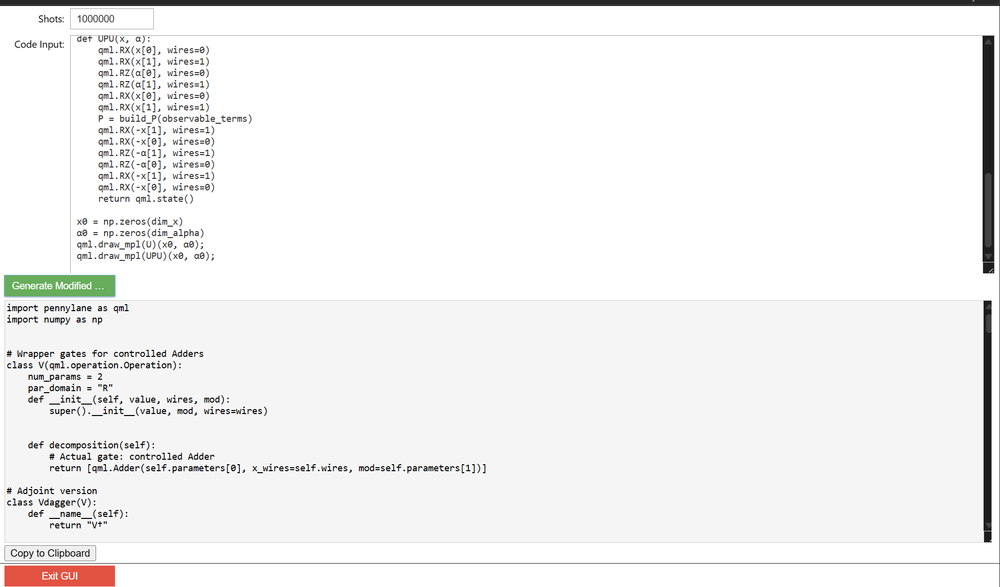 Shots: 1000000
Code Input:
def UPU(x, α):
    qml.RX(x[0], wires=0)
    qml.RX(x[1], wires=1)
    qml.RZ(α[0], wires=0)
    qml.RZ(α[1], wires=1)
    qml.RX(x[0], wires=0)
    qml.RX(x[1], wires=1)
    P = build_P(observable_terms)
    qml.RX(-x[1], wires=1)
    qml.RX(-x[0], wires=0)
    qml.RZ(-α[1], wires=1)
    qml.RZ(-α[0], wires=0)
    qml.RX(-x[1], wires=1)
    qml.RX(-x[0], wires=0)
    return qml.state()
x0 = np.zeros(dim_x)
α0 = np.zeros(dim_alpha)
qml.draw_mpl(U)(x0, α0);
qml.draw_mpl(UPU)(x0, α0);
Generate Modified ...
import pennylane as qml
import numpy as np
# Wrapper gates for controlled Adders
class V(qml.operation.Operation):
    num_params = 2
    par_domain = "R"
    def __init__(self, value, wires, mod):
        super().__init__(value, mod, wires=wires)
    def decomposition(self):
        # Actual gate: controlled Adder
        return [qml.Adder(self.parameters[0], x_wires=self.wires, mod=self.parameters[1])]
# Adjoint version
class Vdagger(V):
    def __name__(self):
        return "V†"
Copy to Clipboard
Exit GUI